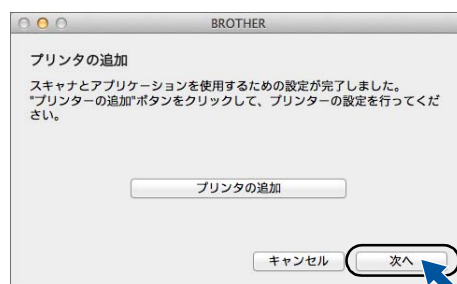 BROTHER
プリンタの追加
スキャナとアプリケーションを使用するための設定が完了しました。
"プリンターの追加"ボタンをクリックして、プリンターの設定を行ってくだ
さい。
プリンタの追加
キャンセル
次へ